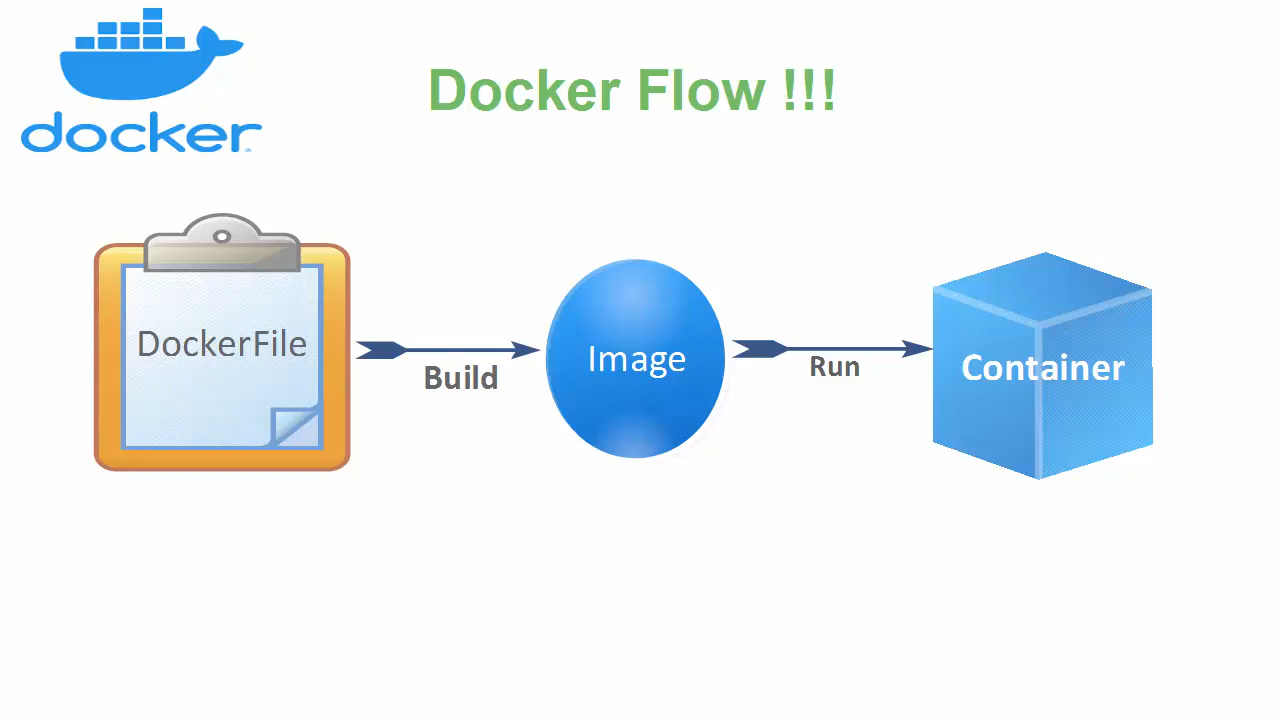 docker
Docker Flow !!!
DockerFile
Build
Image
Run
Container